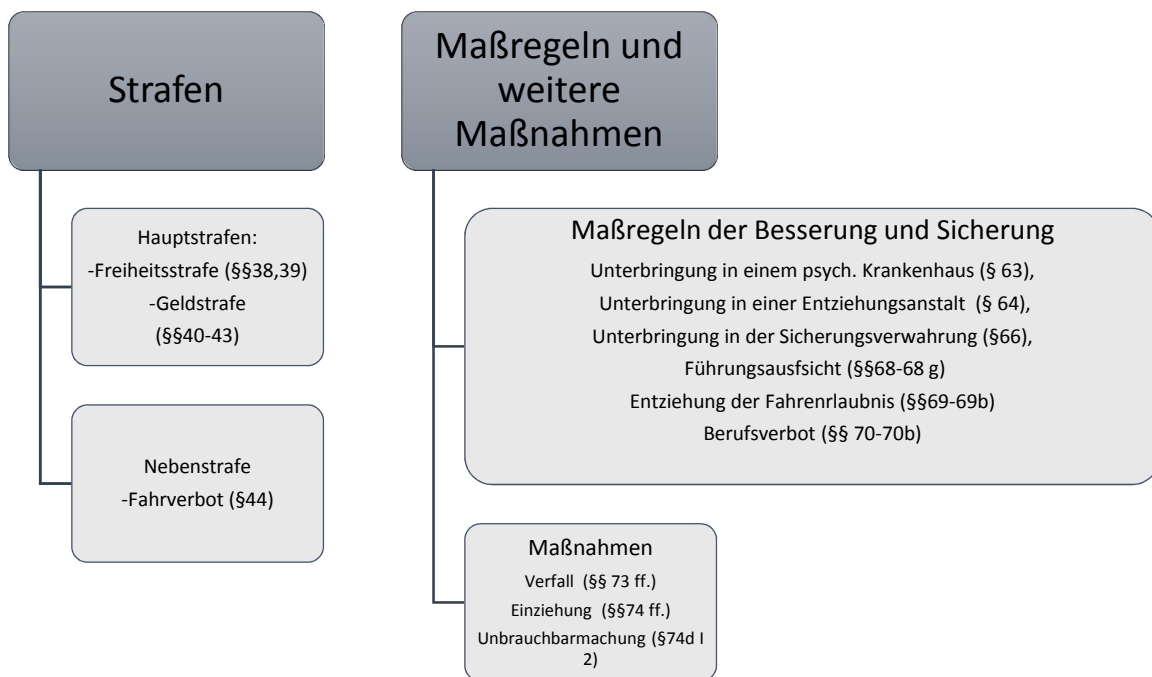 Strafen
Hauptstrafen:
-Freiheitsstrafe (§§38,39)
-Geldstrafe
(§§40-43)
Nebenstrafe
-Fahrverbot (§44)
Maßregeln und
weitere
Maßnahmen
Maßregeln der Besserung und Sicherung
Unterbringung in einem psych. Krankenhaus (§ 63),
Unterbringung in einer Entziehungsanstalt  (§ 64),
Unterbringung in der Sicherungsverwahrung (§66),
Führungsausfsicht (§§68-68 g)
Entziehung der Fahrenrlaubnis (§§69-69b)
Berufsverbot (§§ 70-70b)
Maßnahmen
Verfall  (§§ 73 ff.)
Einziehung  (§§74 ff.)
Unbrauchbarmachung (§74d I
2)